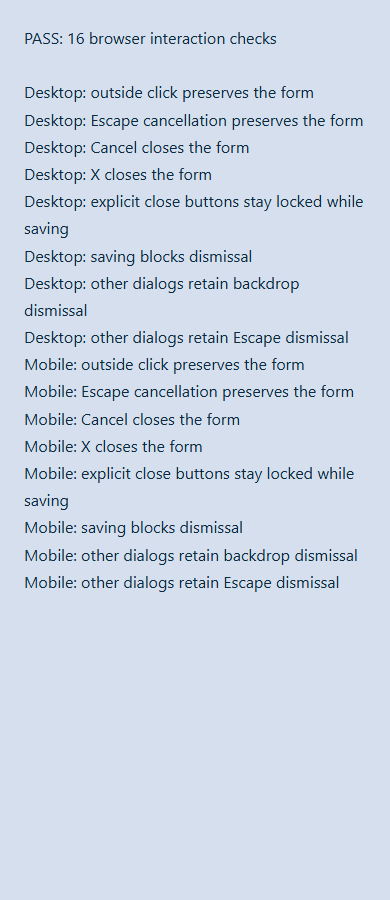 PASS: 16 browser interaction checks
Desktop: outside click preserves the form
Desktop: Escape cancellation preserves the form
Desktop: Cancel closes the form
Desktop: X closes the form
Desktop: explicit close buttons stay locked while
saving
Desktop: saving blocks dismissal
Desktop: other dialogs retain backdrop
dismissal
Desktop: other dialogs retain Escape dismissal
Mobile: outside click preserves the form
Mobile: Escape cancellation preserves the form
Mobile: Cancel closes the form
Mobile: X closes the form
Mobile: explicit close buttons stay locked while
saving
Mobile: saving blocks dismissal
Mobile: other dialogs retain backdrop dismissal
Mobile: other dialogs retain Escape dismissal